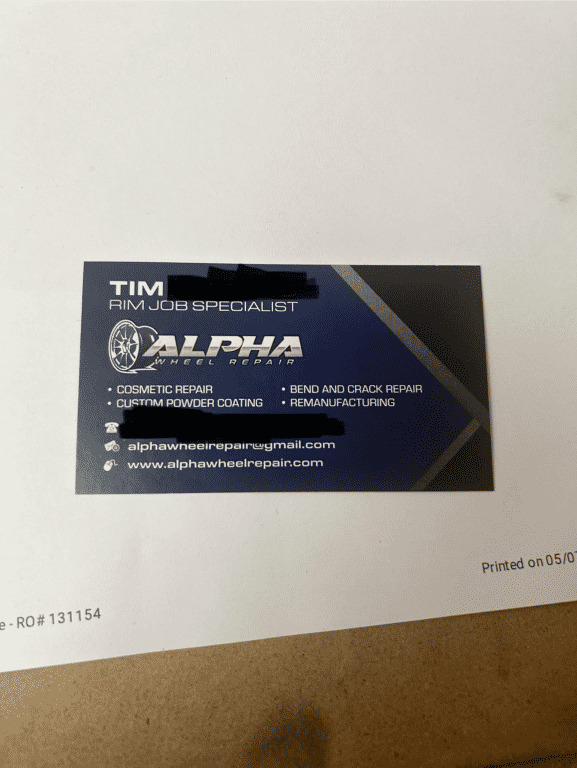 TIM
RIM JOB SPECIALIST
ALPHA
WHEEL REPAIR
• COSMETIC REPAIR
• BEND AND CRACK REPAIR
• CUSTOM POWDER COATING
• REMANUFACTURING
alphawheelrepair@gmail.com
www.alphawheelrepair.com
Printed on 05/0
e - RO# 131154